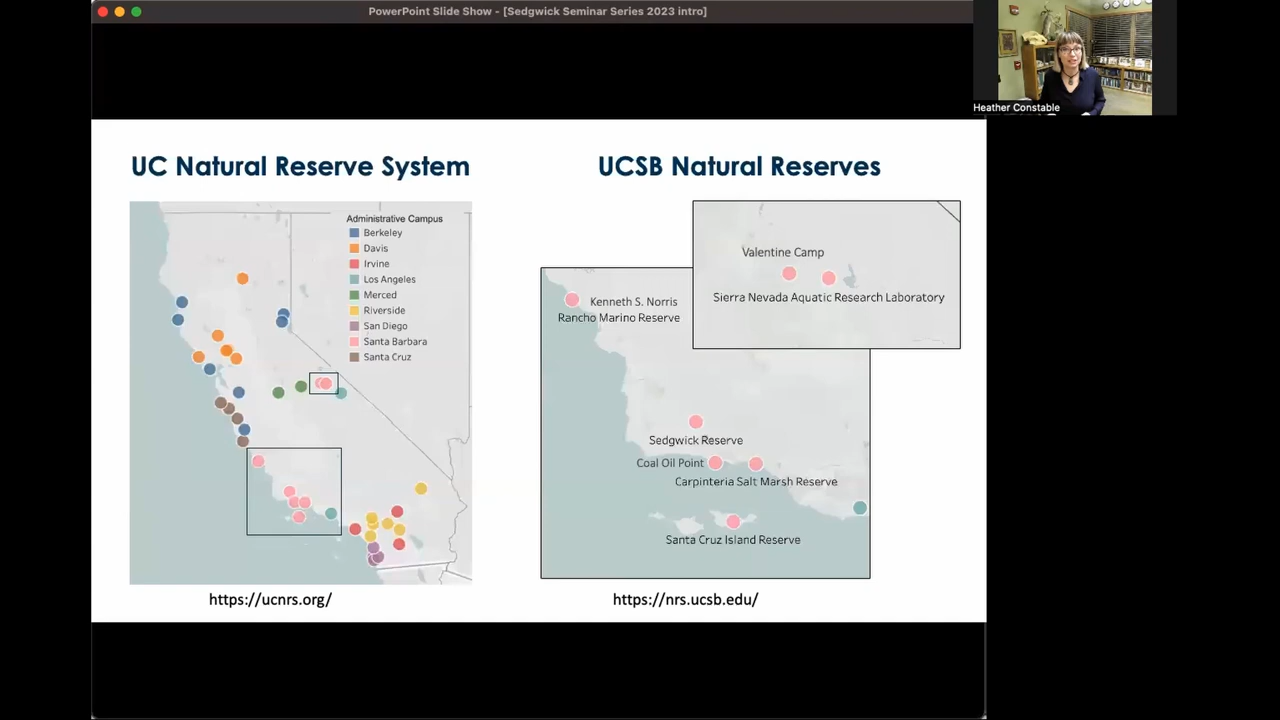 PowerPoint Slide Show - [Sedgwick Seminar Series 2023 intro]
Heather Constable
UC Natural Reserve System
UCSB Natural Reserves
Administrative Campus
Berkeley
Davis
Irvine
Los Angeles
Merced
Riverside
San Diego
Santa Barbara
Santa Cruz
Valentine Camp
Sierra Nevada Aquatic Research Laboratory
Kenneth S. Norris
Rancho Marino Reserve
Sedgwick Reserve
Coal Oil Point
Carpinteria Salt Marsh Reserve
Santa Cruz Island Reserve
https://ucnrs.org/
https://nrs.ucsb.edu/